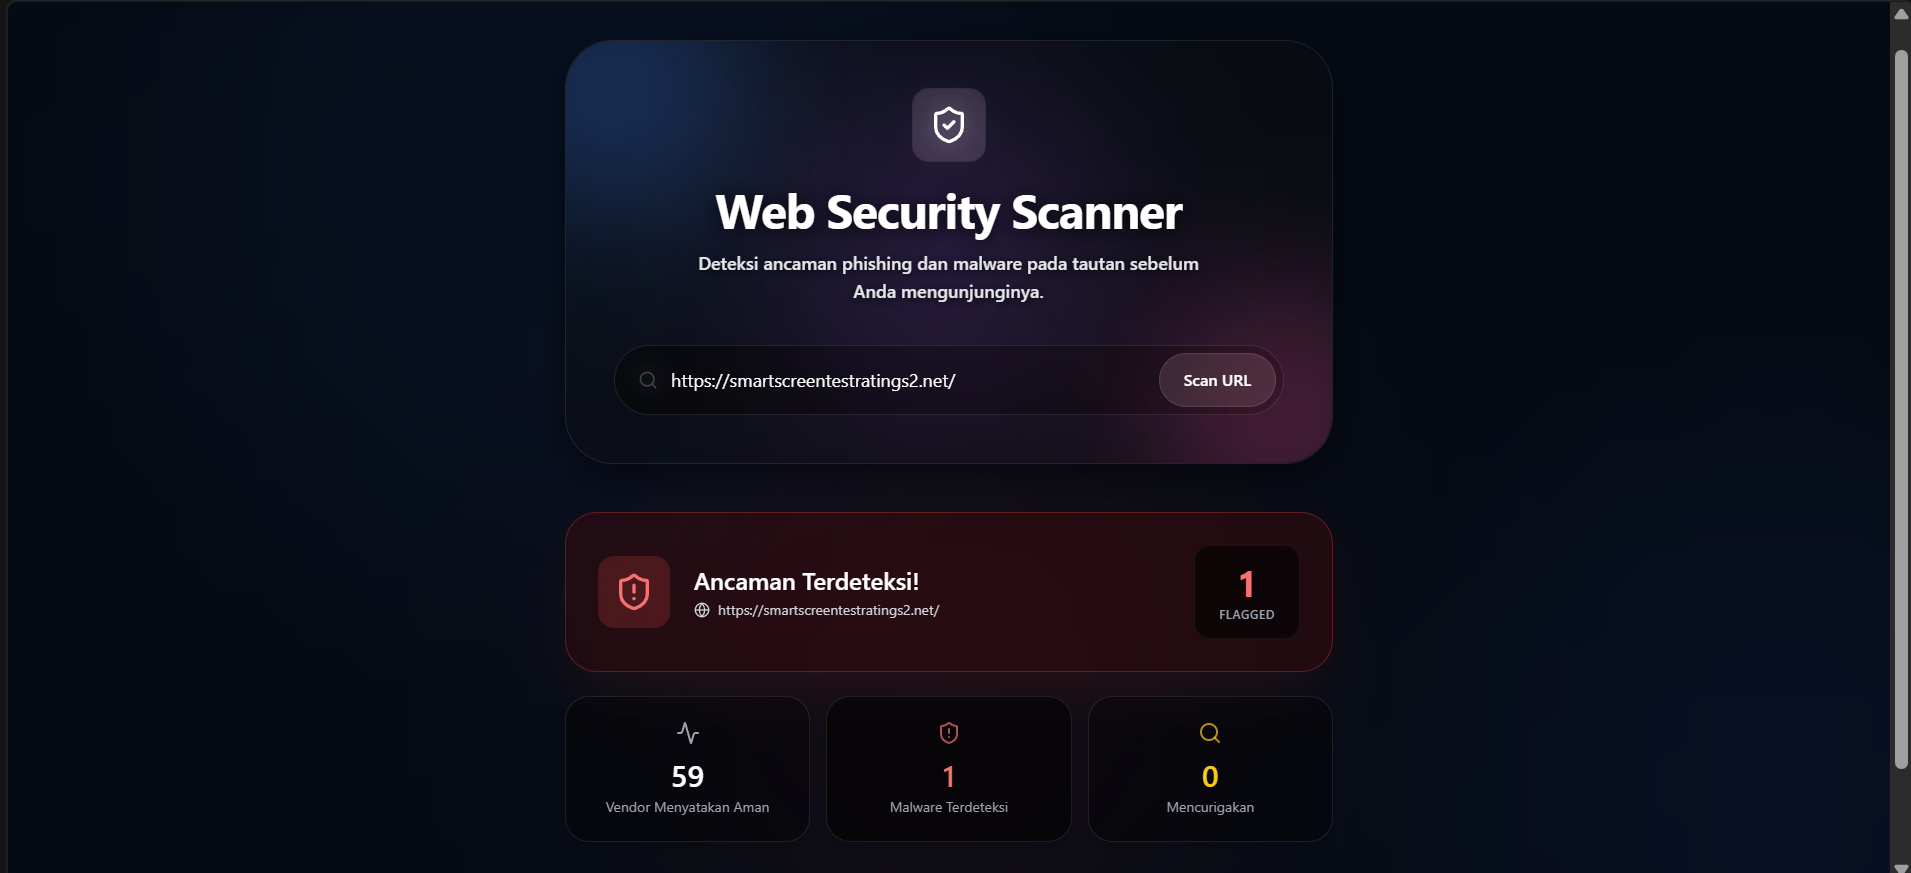 Web Security Scanner
Deteksi ancaman phishing dan malware pada tautan sebelum
Anda mengunjunginya.
https://smartscreentestratings2.net/
Scan URL
Ancaman Terdeteksi!
https://smartscreentestratings2.net/
1
FLAGGED
59
Vendor Menyatakan Aman
1
Malware Terdeteksi
0
Mencurigakan